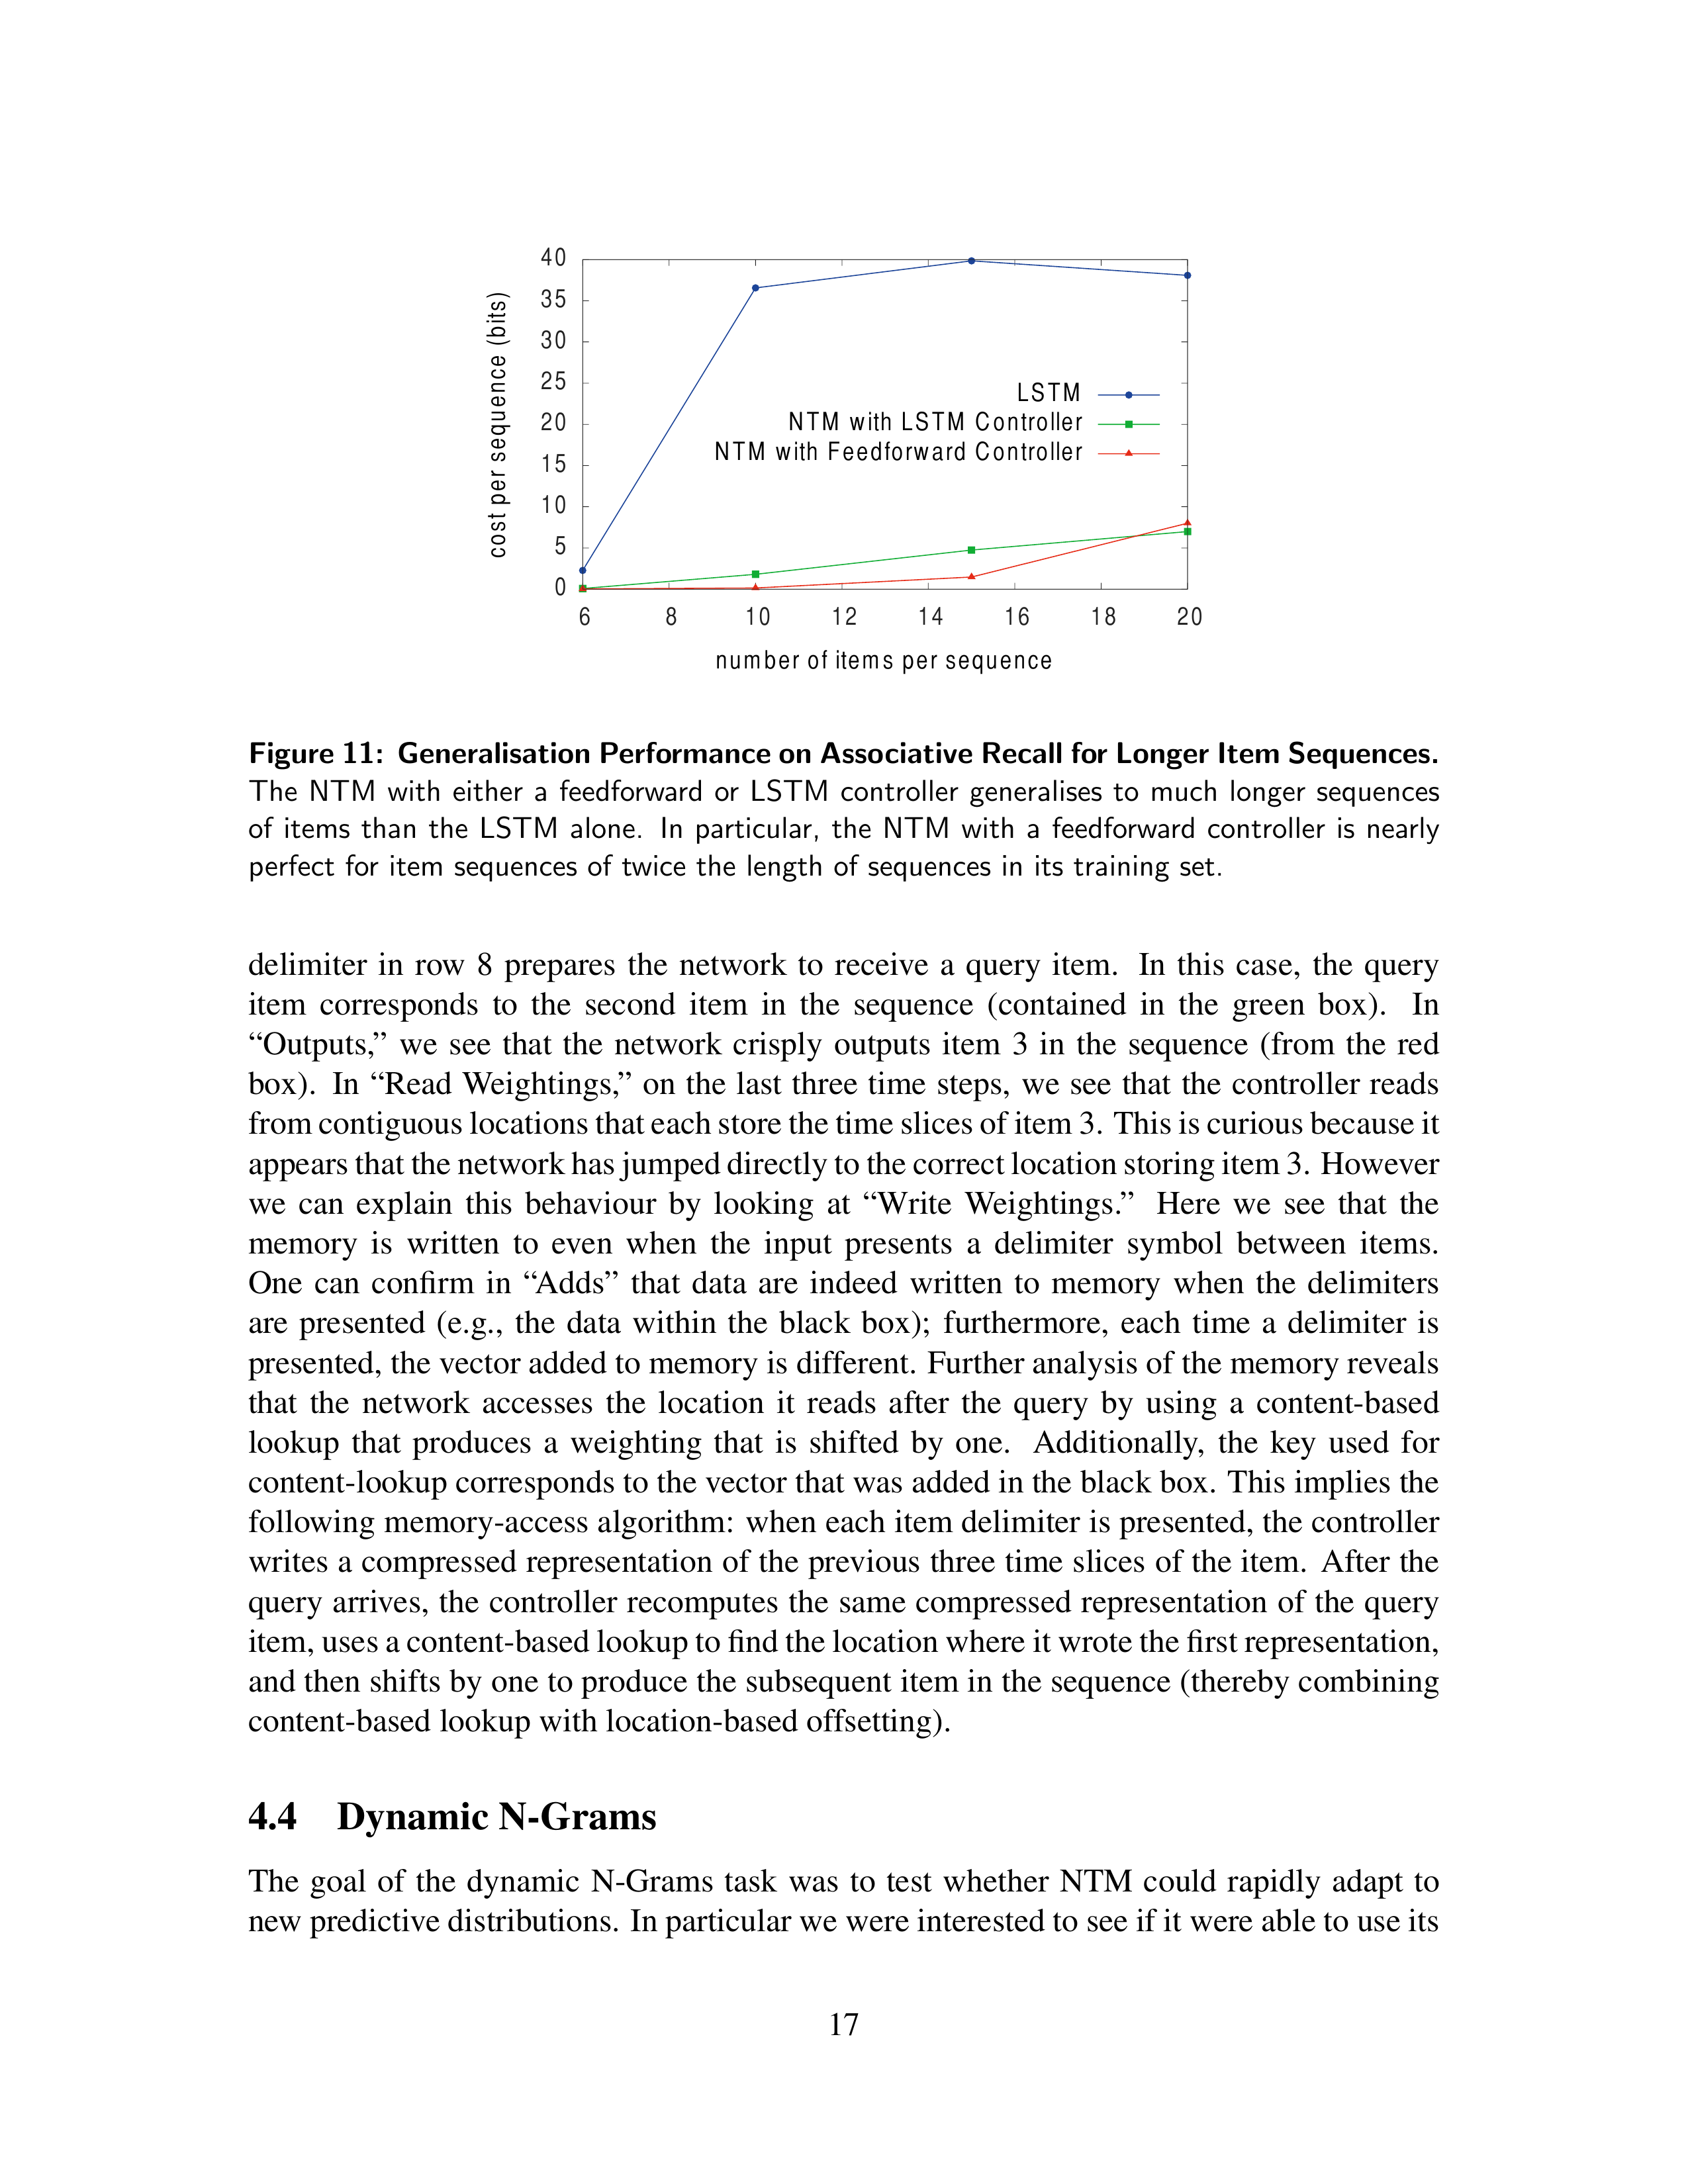 40
35
30
25
20
15
10
5
0
cost per sequence (bits)
LSTM
NTM with LSTM Controller
NTM with Feedforward Controller
6 8 10 12 14 16 18 20
number of items per sequence
Figure 11: Generalisation Performance on Associative Recall for Longer Item Sequences.
The NTM with either a feedforward or LSTM controller generalises to much longer sequences
of items than the LSTM alone. In particular, the NTM with a feedforward controller is nearly
perfect for item sequences of twice the length of sequences in its training set.
delimiter in row 8 prepares the network to receive a query item. In this case, the query
item corresponds to the second item in the sequence (contained in the green box). In
“Outputs,” we see that the network crisply outputs item 3 in the sequence (from the red
box). In “Read Weightings,” on the last three time steps, we see that the controller reads
from contiguous locations that each store the time slices of item 3. This is curious because it
appears that the network has jumped directly to the correct location storing item 3. However
we can explain this behaviour by looking at “Write Weightings.” Here we see that the
memory is written to even when the input presents a delimiter symbol between items.
One can confirm in “Adds” that data are indeed written to memory when the delimiters
are presented (e.g., the data within the black box); furthermore, each time a delimiter is
presented, the vector added to memory is different. Further analysis of the memory reveals
that the network accesses the location it reads after the query by using a content-based
lookup that produces a weighting that is shifted by one. Additionally, the key used for
content-lookup corresponds to the vector that was added in the black box. This implies the
following memory-access algorithm: when each item delimiter is presented, the controller
writes a compressed representation of the previous three time slices of the item. After the
query arrives, the controller recomputes the same compressed representation of the query
item, uses a content-based lookup to find the location where it wrote the first representation,
and then shifts by one to produce the subsequent item in the sequence (thereby combining
content-based lookup with location-based offsetting).
4.4 Dynamic N-Grams
The goal of the dynamic N-Grams task was to test whether NTM could rapidly adapt to
new predictive distributions. In particular we were interested to see if it were able to use its
17